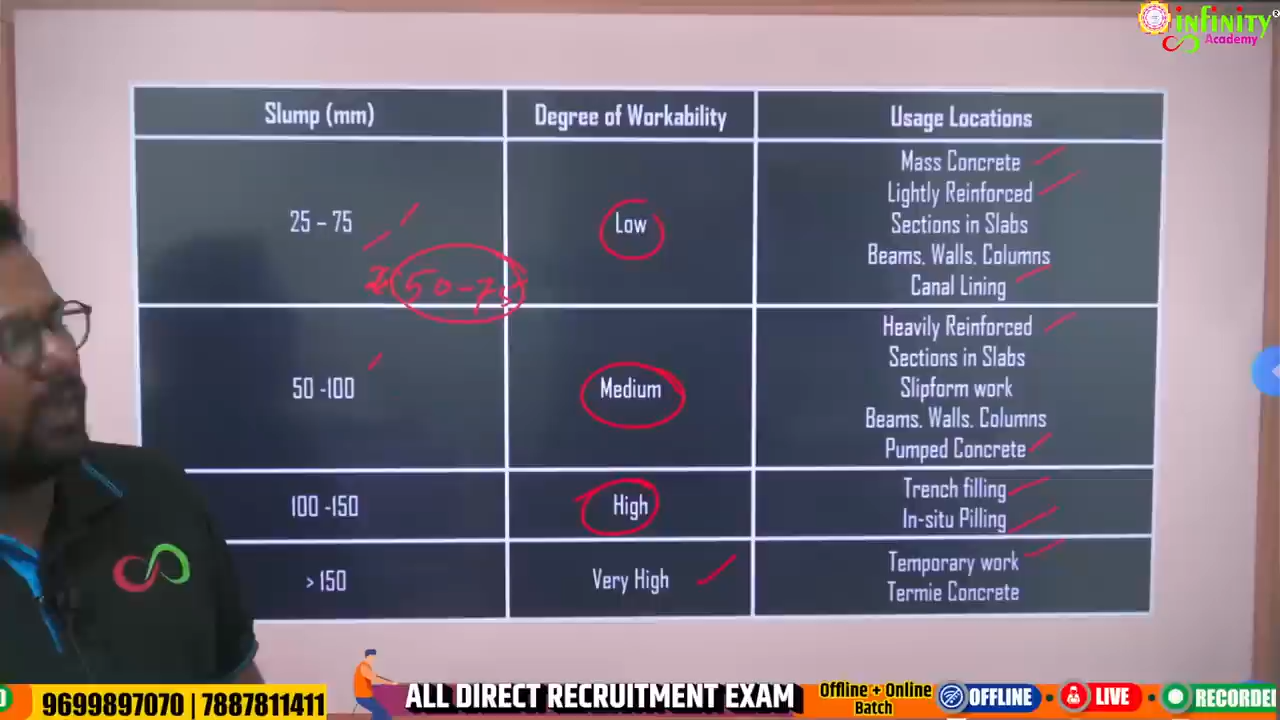 infinity
Academy
Slump (mm) Degree of Workability Usage Locations
25 – 75 Low Mass Concrete
Lightly Reinforced
Sections in Slabs
Beams. Walls. Columns
Canal Lining
50 – 75
50 -100 Medium Heavily Reinforced
Sections in Slabs
Slipform work
Beams. Walls. Columns
Pumped Concrete
100 -150 High Trench filling
In-situ Pilling
> 150 Very High Temporary work
Termie Concrete
9699897070 | 7887811411
ALL DIRECT RECRUITMENT EXAM
Offline + Online
Batch
OFFLINE • LIVE • RECORDED